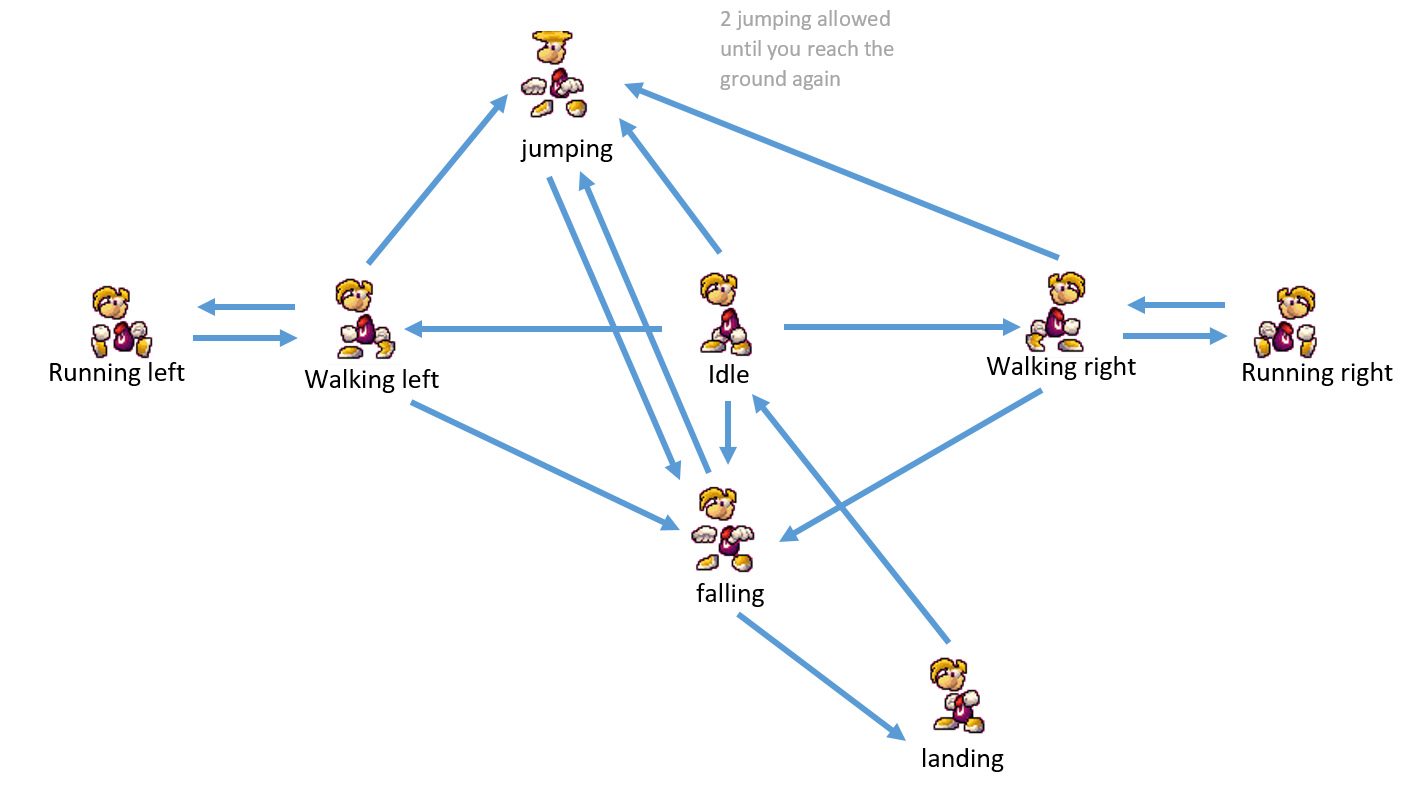 2 jumping allowed
until you reach the
ground again
jumping
Running left
Walking left
Idle
Walking right
Running right
falling
landing